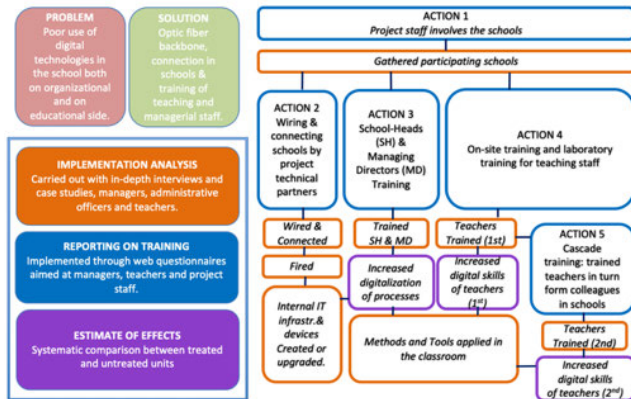 PROBLEM
Poor use of
digital
technologies in
the school both
on organizational
and on
educational side.
SOLUTION
Optic fiber
backbone,
connection in
schools &
training of
teaching and
managerial staff.
IMPLEMENTATION ANALYSIS
Carried out with in-depth interviews and
case studies, managers, administrative
officers and teachers.
REPORTING ON TRAINING
Implemented through web questionnaires
aimed at managers, teachers and project
staff.
ESTIMATE OF EFFECTS
Systematic comparison between treated
and untreated units
ACTION 1
Project staff involves the schools
Gathered participating schools
ACTION 2
Wiring &
connecting
schools by
project
technical
partners
ACTION 3
School-Heads
(SH) &
Managing
Directors (MD)
Training
ACTION 4
On-site training and laboratory
training for teaching staff
Wired &
Connected
Fired
Internal IT
infrastr.&
devices
Created or
upgraded.
Trained
SH & MD
Increased
digitalization
of processes
Teachers
Trained (1st)
Increased
digital skills
of teachers
(1st)
ACTION 5
Cascade
training: trained
teachers in turn
form colleagues
in schools
Teachers
Trained (2nd)
Methods and Tools applied in
the classroom
Increased
digital skills
of teachers (2nd)